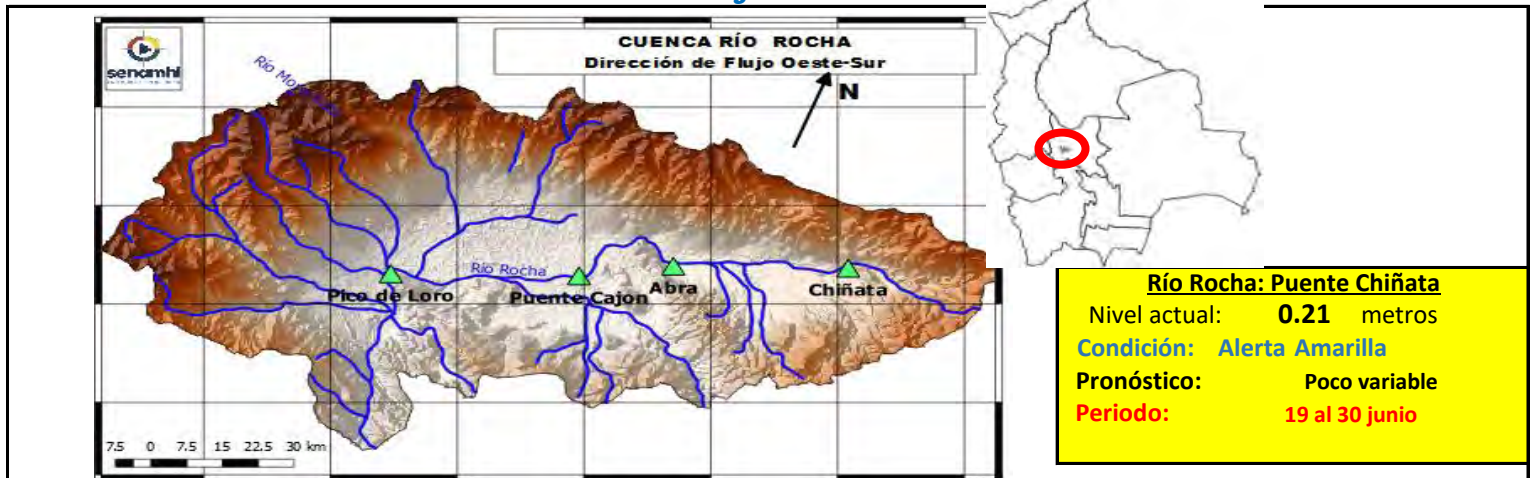 senamhi
CUENCA RÍO ROCHA
Dirección de Flujo Oeste-Sur
N
Río Rocha
Pico de Loro
Puente Cajon
Abra
Chiñata
7.5 0 7.5 15 22.5 30 km
Río Rocha: Puente Chiñata
Nivel actual: 0.21 metros
Condición: Alerta Amarilla
Pronóstico: Poco variable
Periodo: 19 al 30 junio